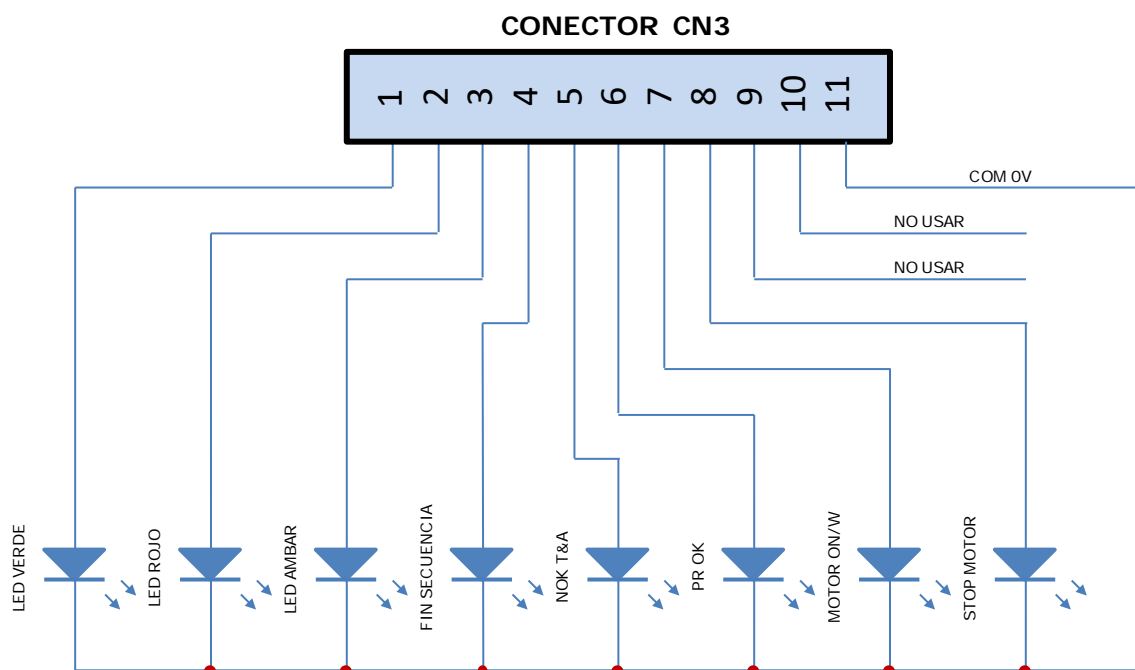 CONECTOR CN3
1 2 3 4 5 6 7 8 9 10 11
COM 0V
NO USAR
NO USAR
LED VERDE
LED ROJO
LED AMBAR
FIN SECUENCIA
NOK T&A
PR OK
MOTOR ON/W
STOP MOTOR